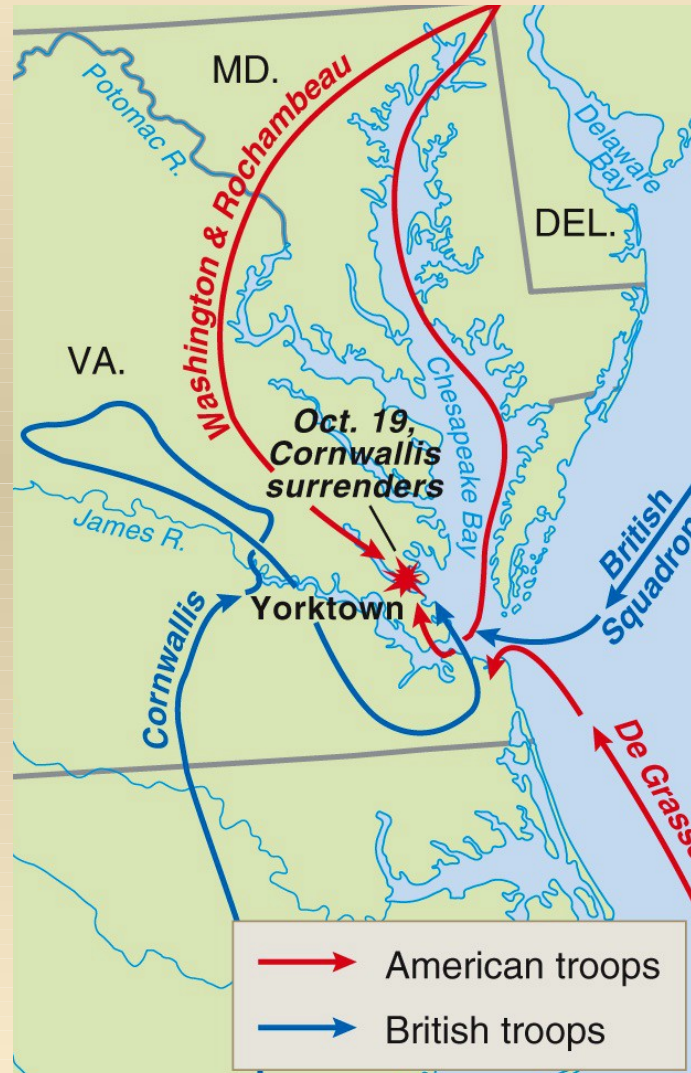 MD.
Potomac R.
Washington & Rochambeau
Delaware
Bay
DEL.
VA.
Oct. 19,
Cornwallis
surrenders
Chesapeake Bay
James R.
British
Squadron
Yorktown
Cornwallis
De Grasse
American troops
British troops